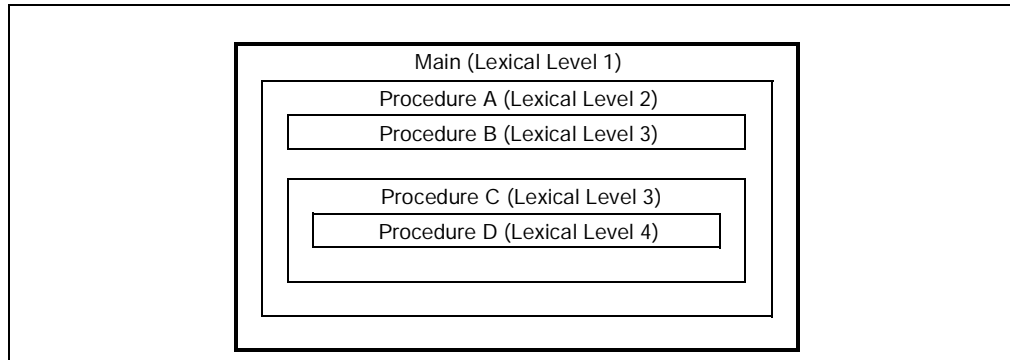 Main (Lexical Level 1)
Procedure A (Lexical Level 2)
Procedure B (Lexical Level 3)
Procedure C (Lexical Level 3)
Procedure D (Lexical Level 4)